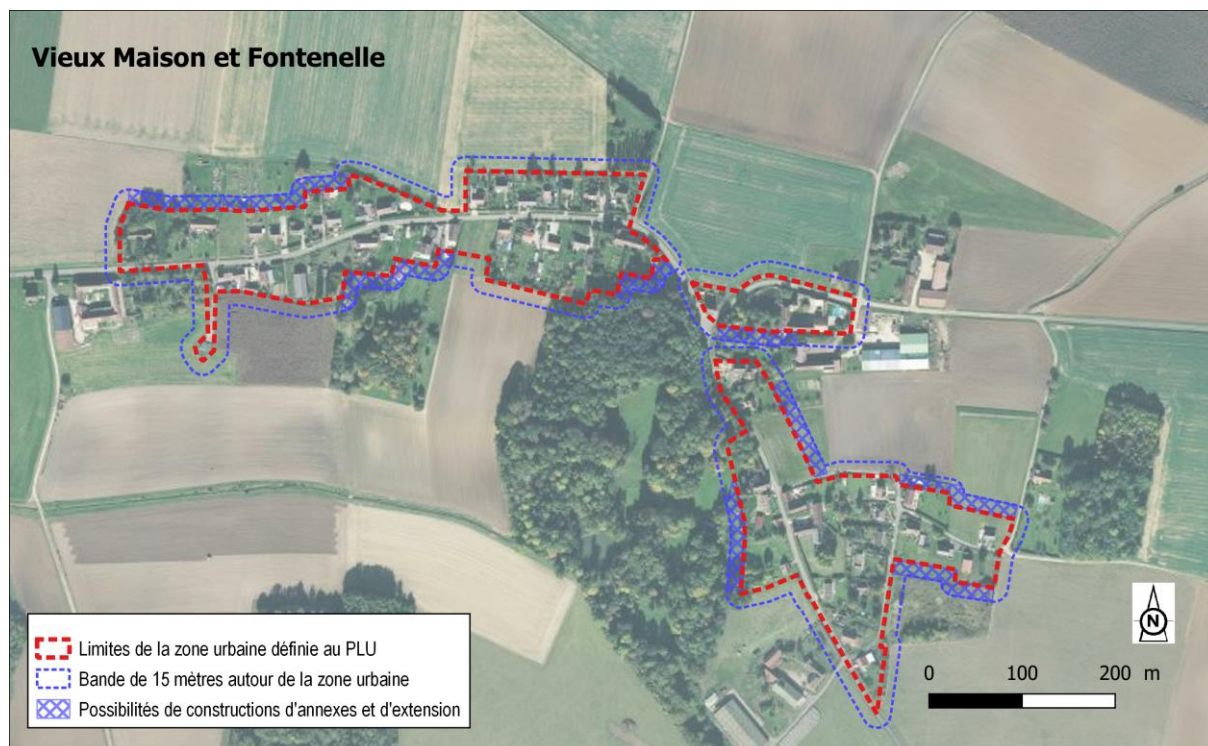 Vieux Maison et Fontenelle
Limites de la zone urbaine définie au PLU
Bande de 15 mètres autour de la zone urbaine
Possibilités de constructions d'annexes et d'extension
N
0 100 200 m